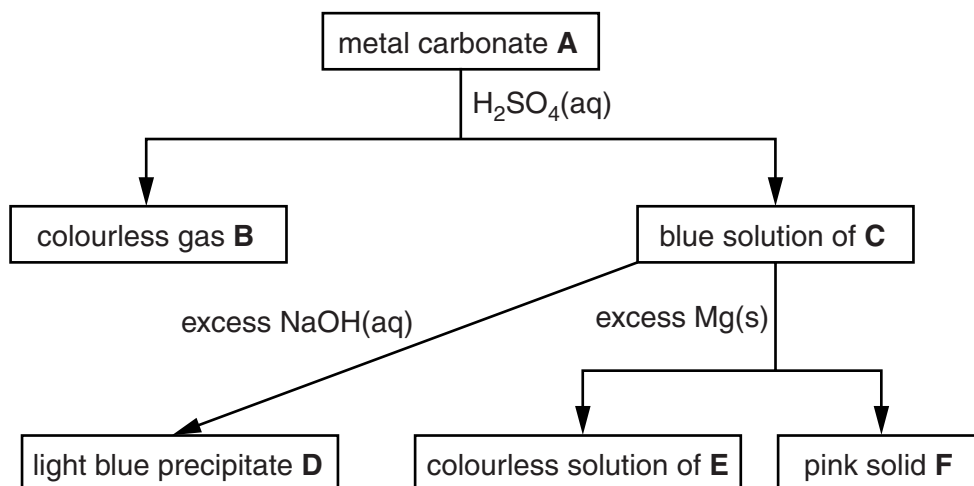 metal carbonate A
H₂SO₄(aq)
colourless gas B
blue solution of C
excess NaOH(aq)
excess Mg(s)
light blue precipitate D
colourless solution of E
pink solid F